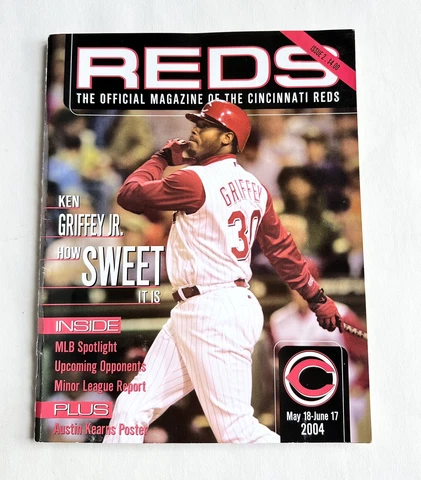 REDS
ISSUE 2, $4.00
THE OFFICIAL MAGAZINE OF THE CINCINNATI REDS
KEN
GRIFFEY JR.
HOW SWEET
IT IS
GRIFFEY
30
INSIDE
MLB Spotlight
Upcoming Opponents
Minor League Report
PLUS
Austin Kearns Poster
C
May 18-June 17
2004